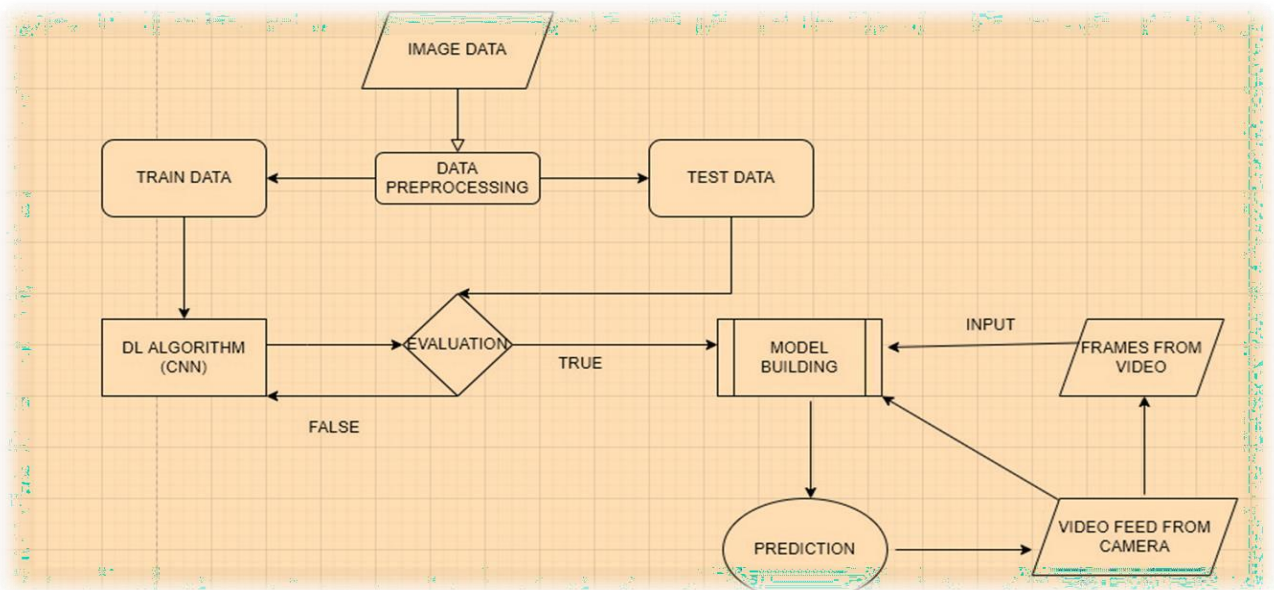 IMAGE DATA
TRAIN DATA
DATA
PREPROCESSING
TEST DATA
DL ALGORITHM
(CNN)
EVALUATION
TRUE
FALSE
MODEL
BUILDING
INPUT
FRAMES FROM
VIDEO
PREDICTION
VIDEO FEED FROM
CAMERA